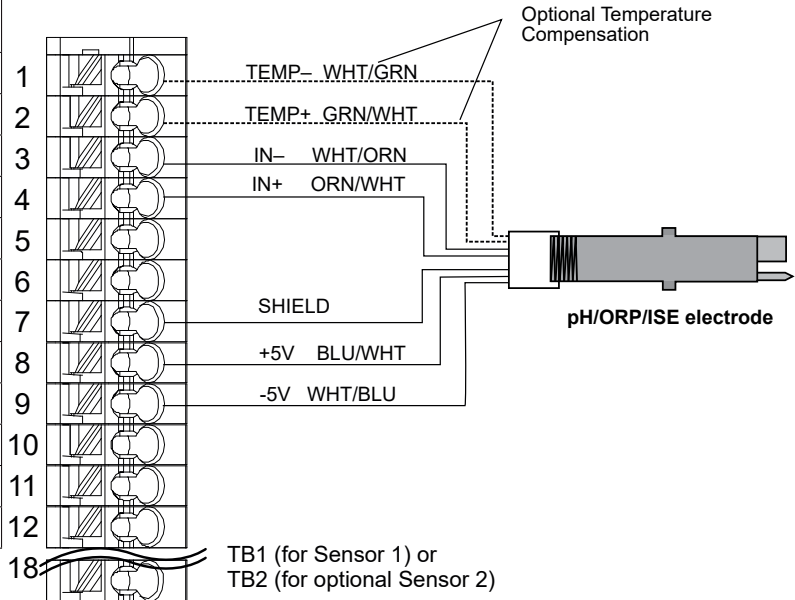 Optional Temperature
Compensation
1 TEMP– WHT/GRN
2 TEMP+ GRN/WHT
3 IN– WHT/ORN
4 IN+ ORN/WHT
5
6
7 SHIELD
8 +5V BLU/WHT
9 -5V WHT/BLU
10
11
12
18
pH/ORP/ISE electrode
TB1 (for Sensor 1) or
TB2 (for optional Sensor 2)